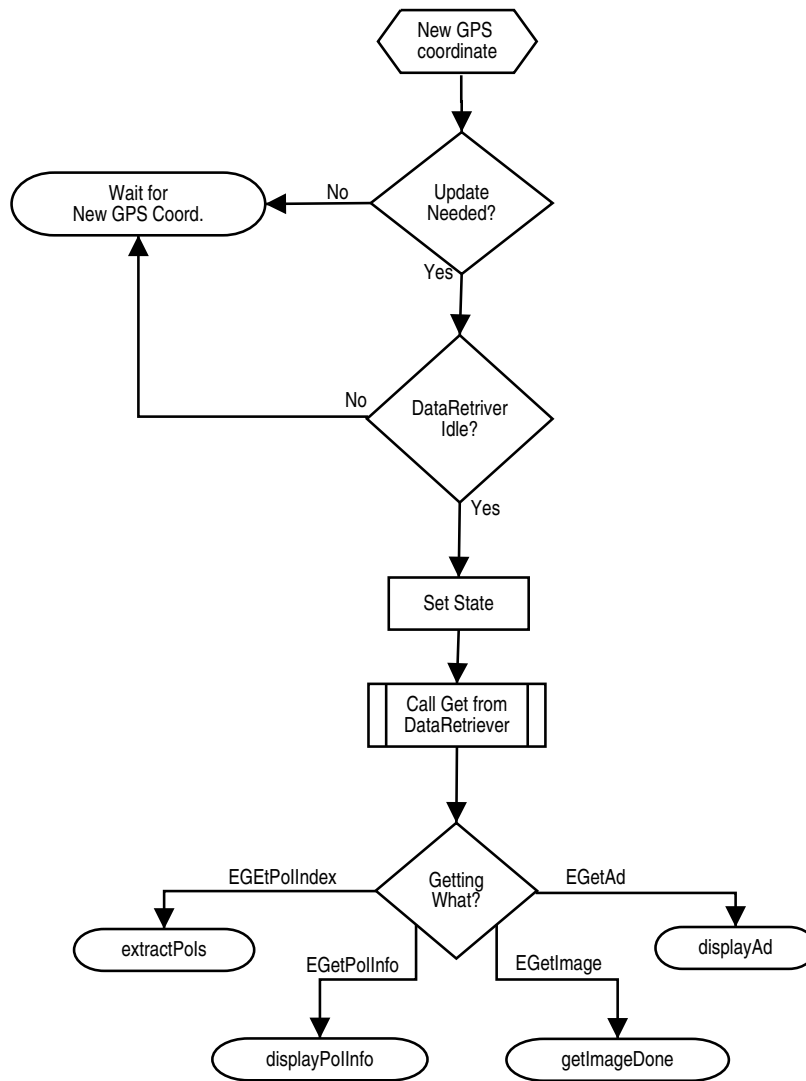 New GPS
coordinate
Update
Needed?
No
Wait for
New GPS Coord.
Yes
DataRetriver
Idle?
No
Yes
Set State
Call Get from
DataRetriever
Getting
What?
EGEtPoIIndex
EGetAd
extractPoIs
displayAd
EGetPoIInfo
EGetImage
displayPoIInfo
getImageDone